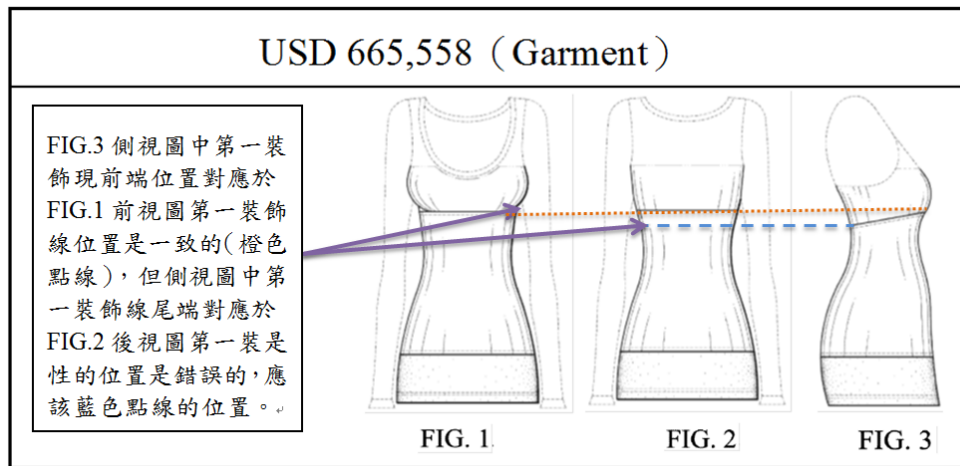 USD 665,558（Garment）
FIG.3 側視圖中第一裝
飾現前端位置對應於
FIG.1 前視圖第一裝飾
線位置是一致的(橙色
點線)，但側視圖中第
一裝飾線尾端對應於
FIG.2 後視圖第一裝是
性的位置是錯誤的，應
該藍色點線的位置。
FIG. 1
FIG. 2
FIG. 3